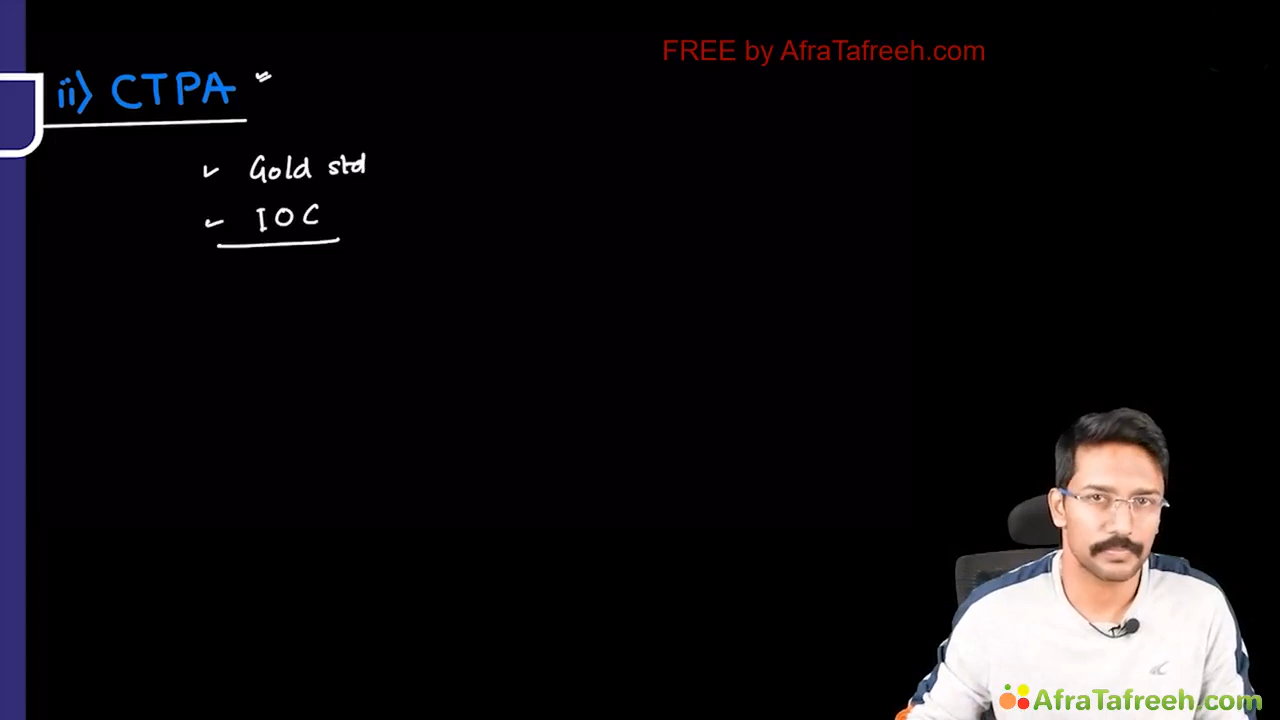 FREE by AfraTafreeh.com
ii) CTPA
Gold std
IOC
AfraTafreeh.com